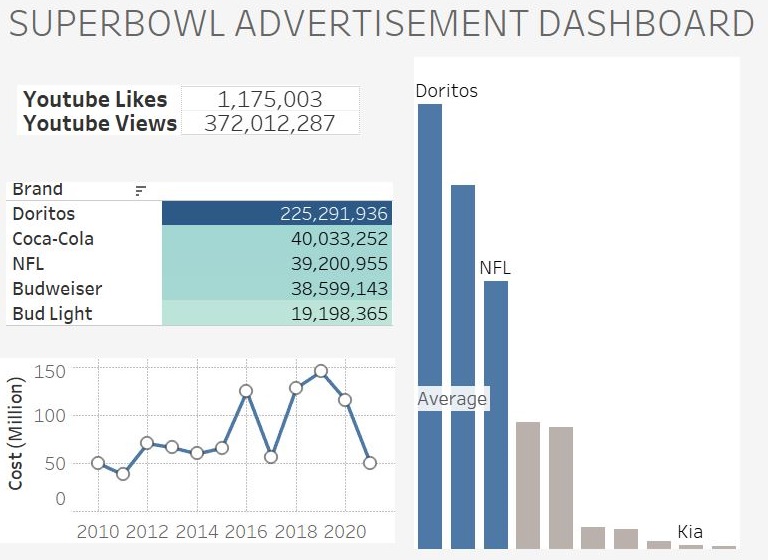 SUPERBOWL ADVERTISEMENT DASHBOARD
Youtube Likes 1,175,003
Youtube Views 372,012,287
Brand
Doritos 225,291,936
Coca-Cola 40,033,252
NFL 39,200,955
Budweiser 38,599,143
Bud Light 19,198,365
Cost (Million)
150
100
50
0
2010 2012 2014 2016 2018 2020
Doritos
NFL
Average
Kia